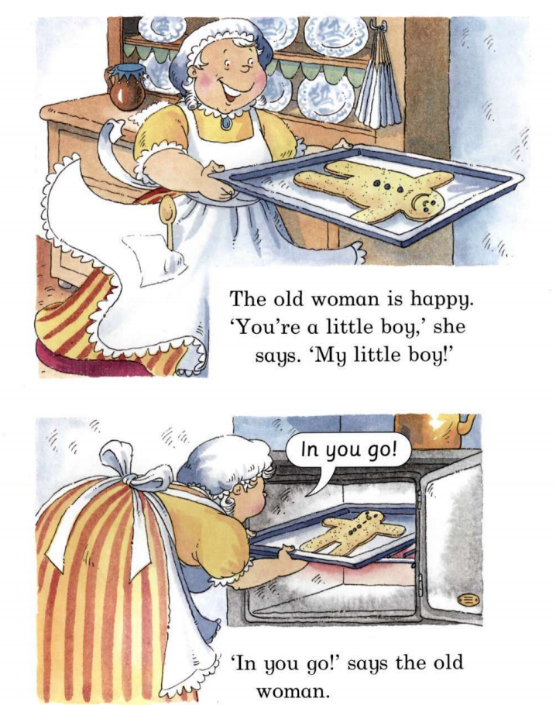 The old woman is happy.
‘You’re a little boy,’ she
says. ‘My little boy!’
In you go!
‘In you go!’ says the old
woman.